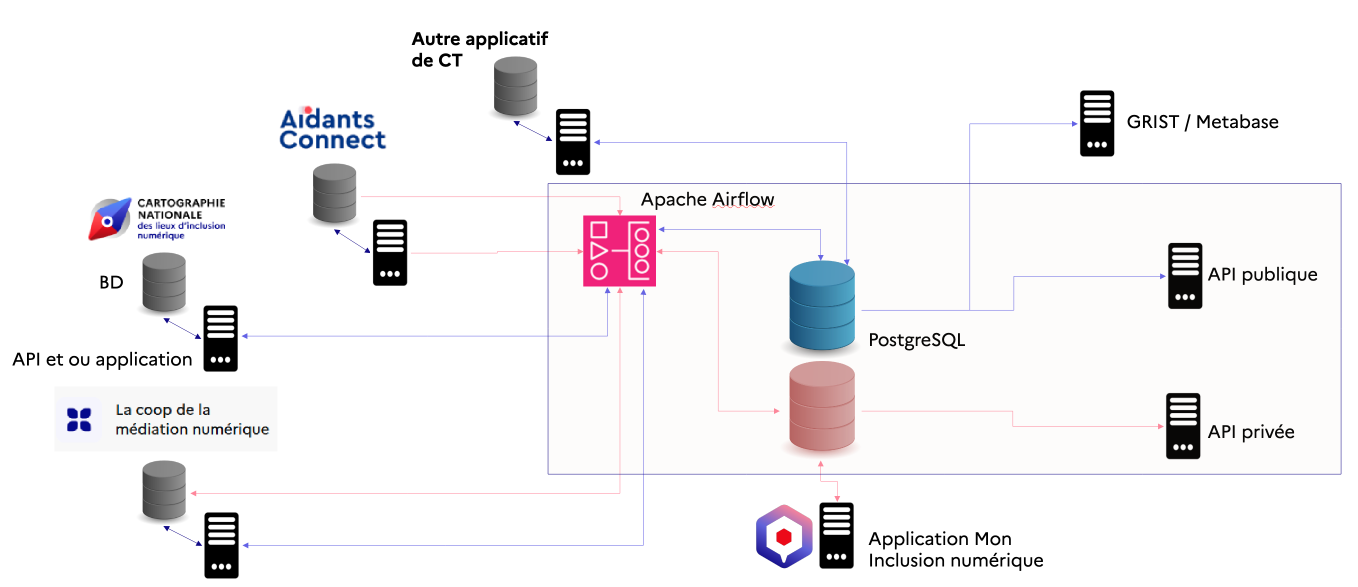 Autre applicatif
de CT
Aidants
Connect
GRIST / Metabase
CARTOGRAPHIE
NATIONALE
des lieux d'inclusion
numérique
Apache Airflow
BD
API publique
PostgreSQL
API et ou application
La coop de la
médiation numérique
API privée
Application Mon
Inclusion numérique